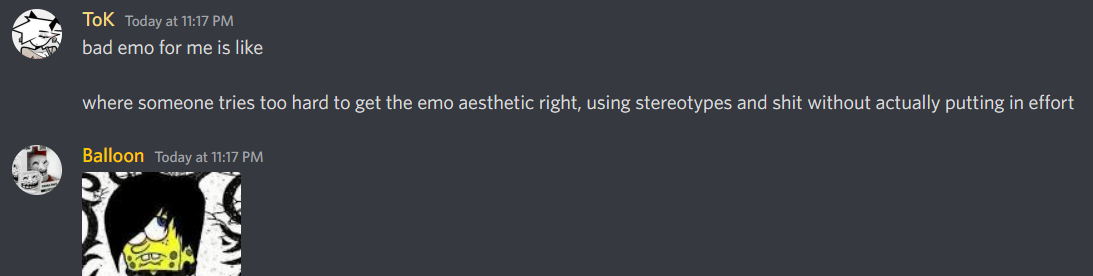 ToK Today at 11:17 PM
bad emo for me is like
where someone tries too hard to get the emo aesthetic right, using stereotypes and shit without actually putting in effort
Balloon Today at 11:17 PM